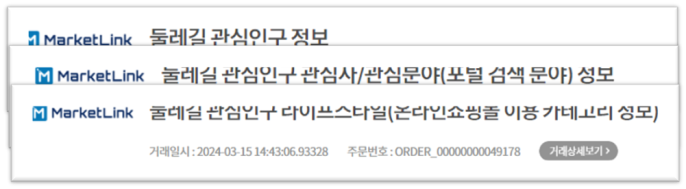 MarketLink 둘레길 관심인구 정보
MarketLink 둘레길 관심인구 관심사/관심분야(포털 검색 분야) 정보
MarketLink 둘레길 관심인구 라이프스타일(온라인쇼핑몰 이용 카테고리 정보)
거래일시 : 2024-03-15 14:43:06.93328 주문번호 : ORDER_00000000049178 거래상세보기 >